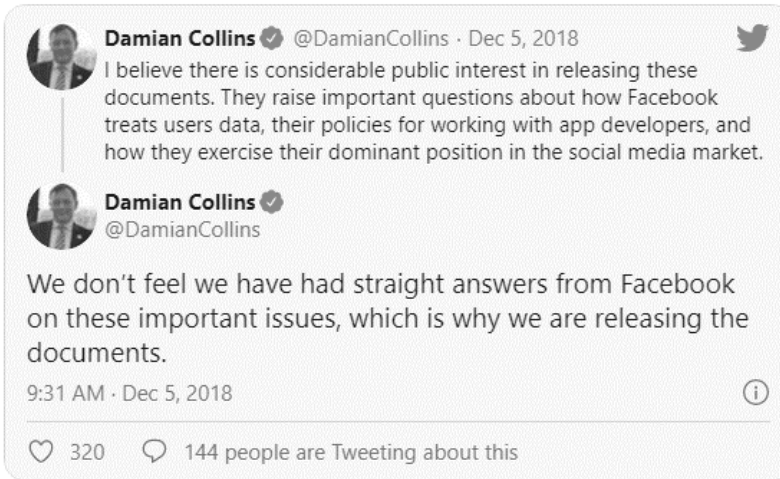 Damian Collins @DamianCollins · Dec 5, 2018
I believe there is considerable public interest in releasing these
documents. They raise important questions about how Facebook
treats users data, their policies for working with app developers, and
how they exercise their dominant position in the social media market.
Damian Collins
@DamianCollins
We don’t feel we have had straight answers from Facebook
on these important issues, which is why we are releasing the
documents.
9:31 AM · Dec 5, 2018
320 144 people are Tweeting about this